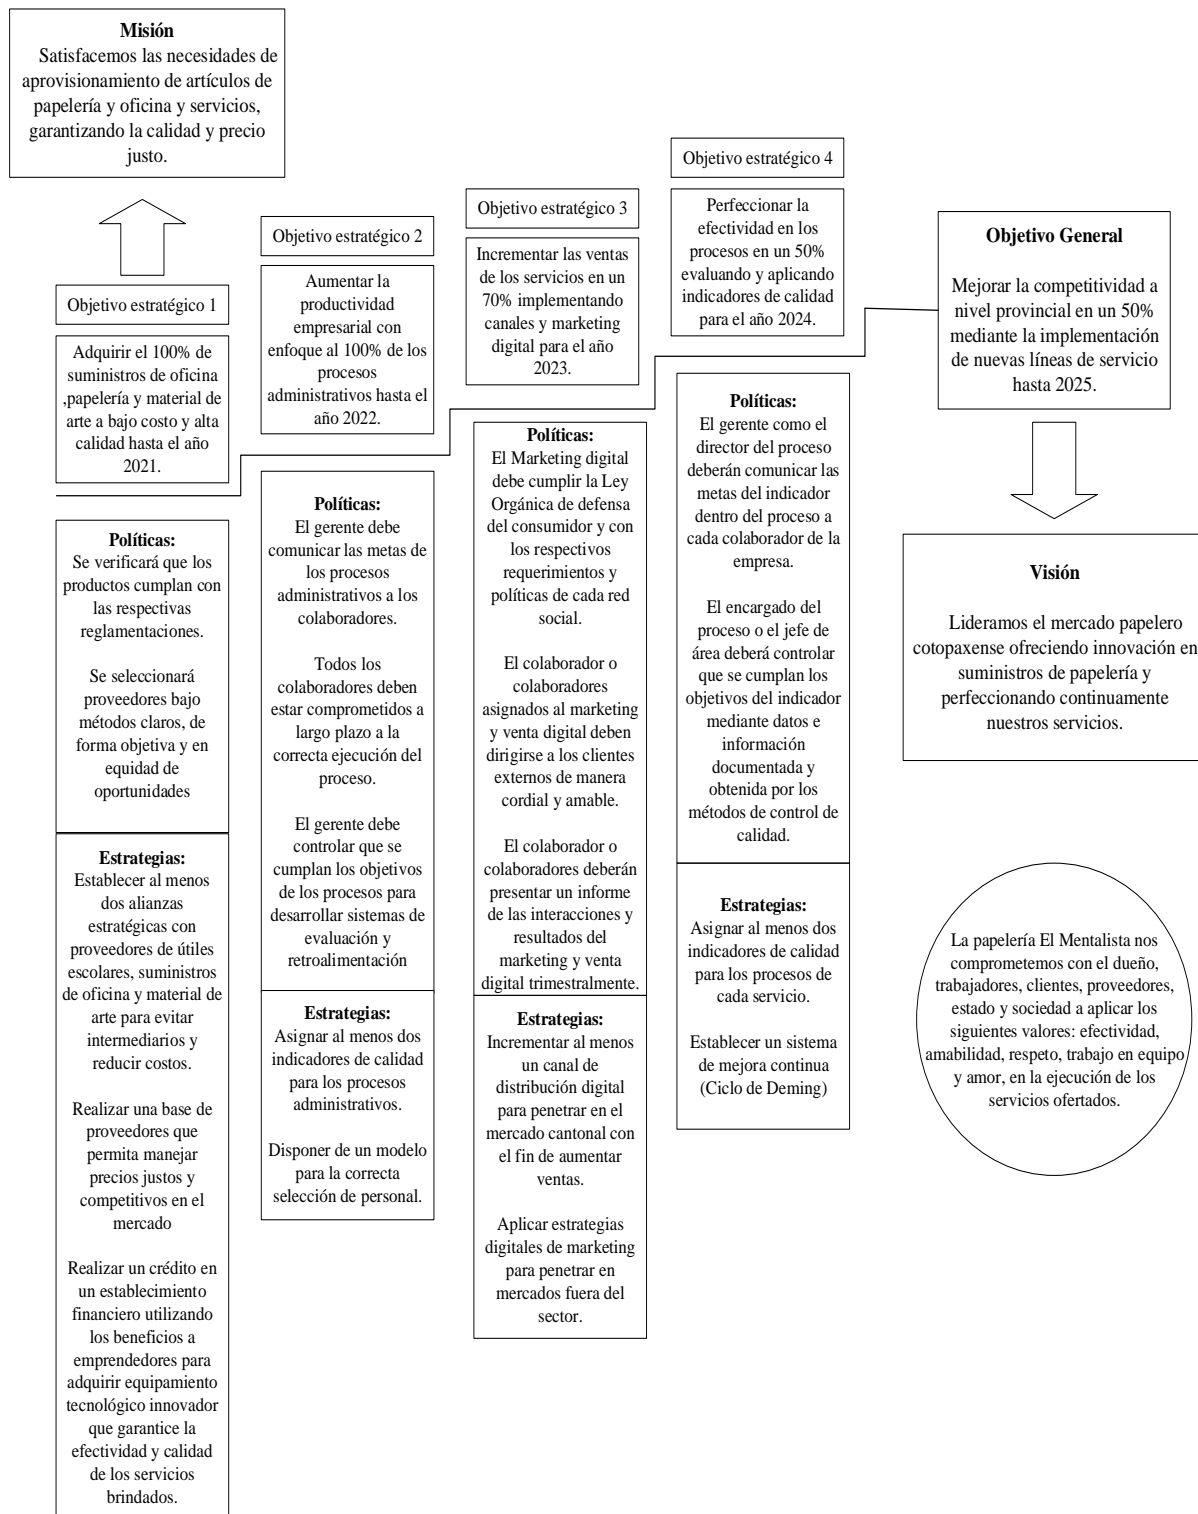 Misión
Satisfacemos las necesidades de
aprovisionamiento de artículos de
papelería y oficina y servicios,
garantizando la calidad y precio
justo.
Objetivo estratégico 1
Adquirir el 100% de
suministros de oficina
,papelería y material de
arte a bajo costo y alta
calidad hasta el año
2021.
Políticas:
Se verificará que los
productos cumplan con
las respectivas
reglamentaciones.
Se seleccionará
proveedores bajo
métodos claros, de
forma objetiva y en
equidad de
oportunidades
Estrategias:
Establecer al menos
dos alianzas
estratégicas con
proveedores de útiles
escolares, suministros
de oficina y material de
arte para evitar
intermediarios y
reducir costos.
Realizar una base de
proveedores que
permita manejar
precios justos y
competitivos en el
mercado
Realizar un crédito en
un establecimiento
financiero utilizando
los beneficios a
emprendedores para
adquirir equipamiento
tecnológico innovador
que garantice la
efectividad y calidad
de los servicios
brindados.
Objetivo estratégico 2
Aumentar la
productividad
empresarial con
enfoque al 100% de los
procesos
administrativos hasta el
año 2022.
Políticas:
El gerente debe
comunicar las metas de
los procesos
administrativos a los
colaboradores.
Todos los
colaboradores deben
estar comprometidos a
largo plazo a la
correcta ejecución del
proceso.
El gerente debe
controlar que se
cumplan los objetivos
de los procesos para
desarrollar sistemas de
evaluación y
retroalimentación
Estrategias:
Asignar al menos dos
indicadores de calidad
para los procesos
administrativos.
Disponer de un modelo
para la correcta
selección de personal.
Objetivo estratégico 3
Incrementar las ventas
de los servicios en un
70% implementando
canales y marketing
digital para el año
2023.
Políticas:
El Marketing digital
debe cumplir la Ley
Orgánica de defensa
del consumidor y con
los respectivos
requerimientos y
políticas de cada red
social.
El colaborador o
colaboradores
asignados al marketing
y venta digital deben
dirigirse a los clientes
externos de manera
cordial y amable.
El colaborador o
colaboradores deberán
presentar un informe
de las interacciones y
resultados del
marketing y venta
digital trimestralmente.
Estrategias:
Incrementar al menos
un canal de
distribución digital
para penetrar en el
mercado cantonal con
el fin de aumentar
ventas.
Aplicar estrategias
digitales de marketing
para penetrar en
mercados fuera del
sector.
Objetivo estratégico 4
Perfeccionar la
efectividad en los
procesos en un 50%
evaluando y aplicando
indicadores de calidad
para el año 2024.
Políticas:
El gerente como el
director del proceso
deberán comunicar las
metas del indicador
dentro del proceso a
cada colaborador de la
empresa.
El encargado del
proceso o el jefe de
área deberá controlar
que se cumplan los
objetivos del indicador
mediante datos e
información
documentada y
obtenida por los
métodos de control de
calidad.
Estrategias:
Asignar al menos dos
indicadores de calidad
para los procesos de
cada servicio.
Establecer un sistema
de mejora continua
(Ciclo de Deming)
Objetivo General
Mejorar la competitividad a
nivel provincial en un 50%
mediante la implementación
de nuevas líneas de servicio
hasta 2025.
Visión
Lideramos el mercado papelero
cotopaxense ofreciendo innovación en
suministros de papelería y
perfeccionando continuamente
nuestros servicios.
La papelería El Mentalista nos
comprometemos con el dueño,
trabajadores, clientes, proveedores,
estado y sociedad a aplicar los
siguientes valores: efectividad,
amabilidad, respeto, trabajo en equipo
y amor, en la ejecución de los
servicios ofertados.